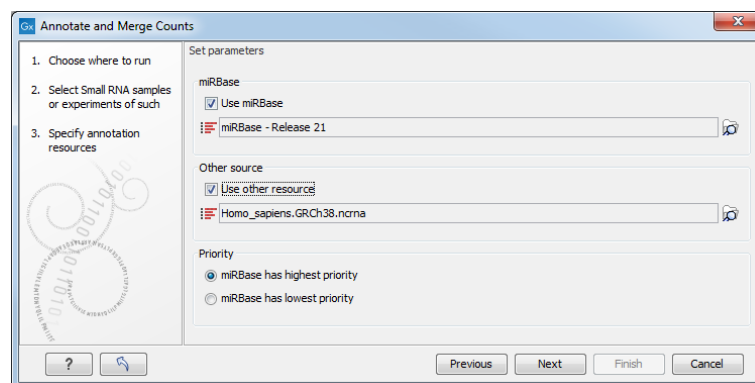 Gx Annotate and Merge Counts
1. Choose where to run
2. Select Small RNA samples
or experiments of such
3. Specify annotation
resources
Set parameters
miRBase
Use miRBase
miRBase - Release 21
Other source
Use other resource
Homo_sapiens.GRCh38.ncrna
Priority
miRBase has highest priority
miRBase has lowest priority
?
Previous
Next
Finish
Cancel